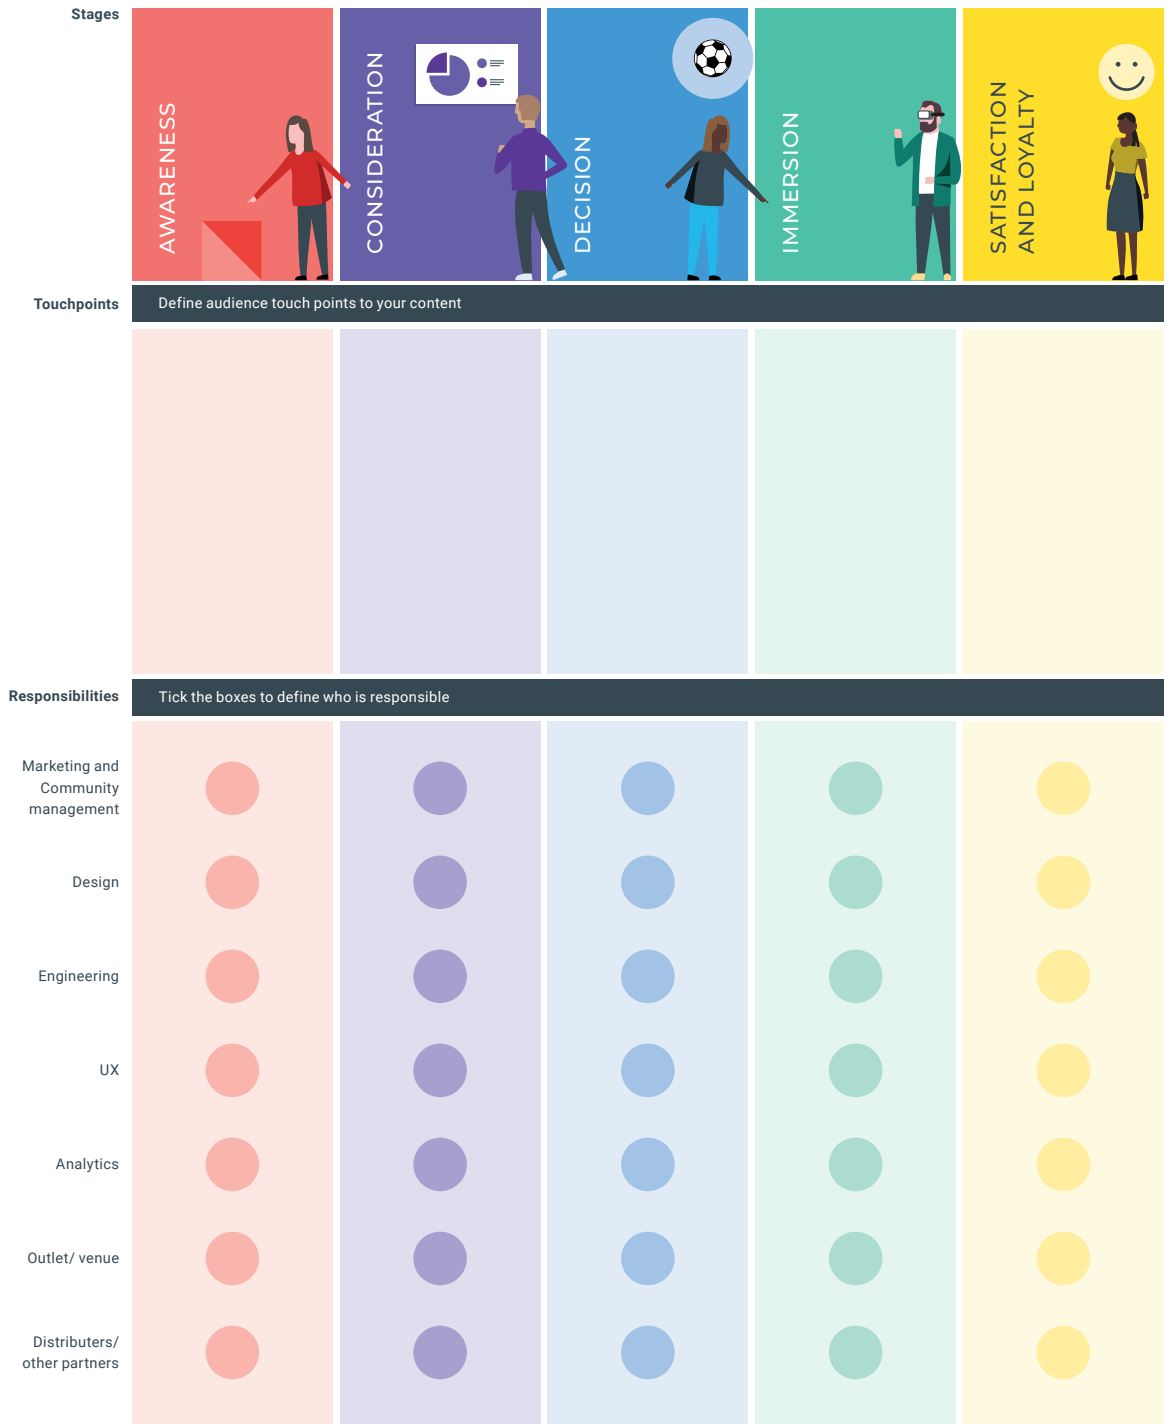 Stages
AWARENESS
CONSIDERATION
DECISION
IMMERSION
SATISFACTION
AND LOYALTY
Touchpoints
Define audience touch points to your content
Responsibilities
Tick the boxes to define who is responsible
Marketing and
Community
management
Design
Engineering
UX
Analytics
Outlet/ venue
Distributers/
other partners